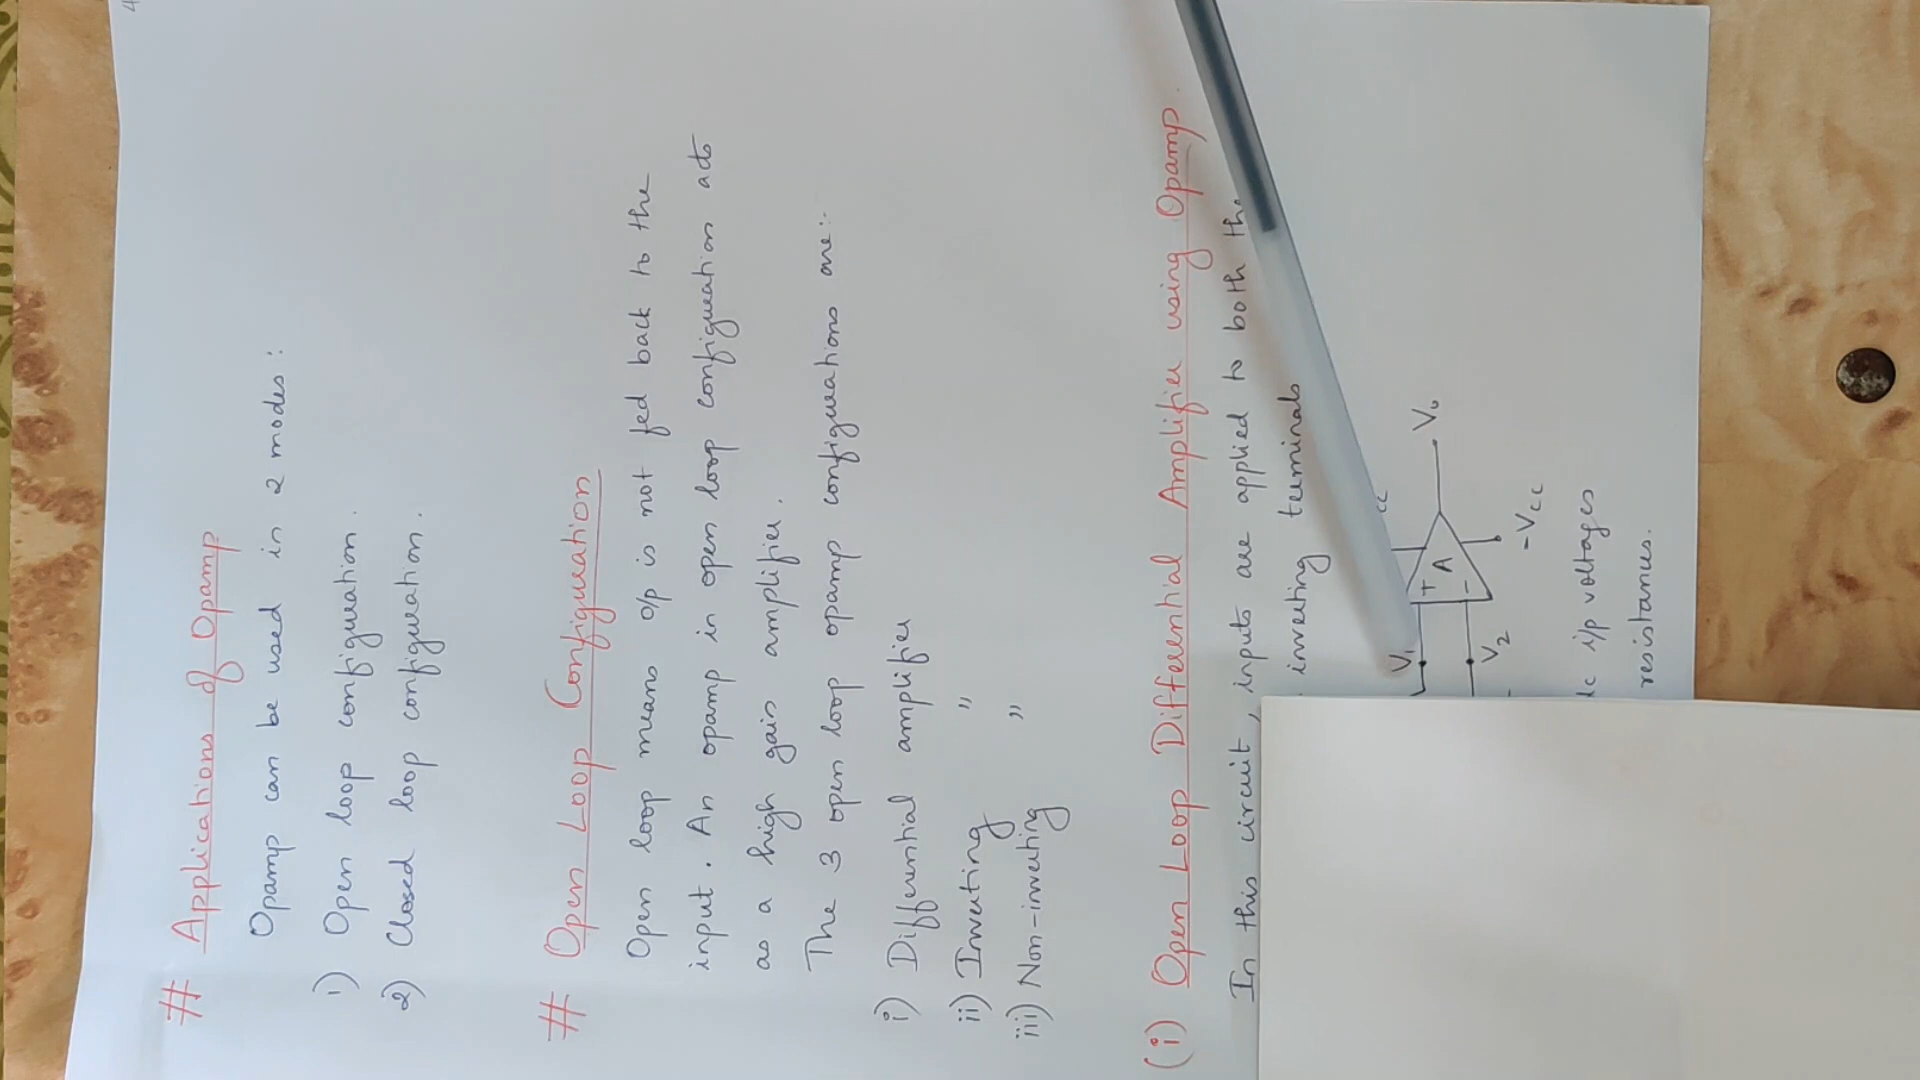 4
# Applications of Opamp
Opamp can be used in 2 modes:
1) Open loop configuration.
2) Closed loop configuration.
# Open Loop Configuration
Open loop means o/p is not fed back to the
input. An opamp in open loop configuration acts
as a high gain amplifier.
The 3 open loop opamp configurations are:-
i) Differential amplifier
ii) Inverting "
iii) Non-inverting "
(i) Open Loop Differential Amplifier using Opamp.
In this circuit, inputs are applied to both the
inverting terminals
cc
V1 + A V0
V2 -
-Vcc
dc i/p voltages
resistances.